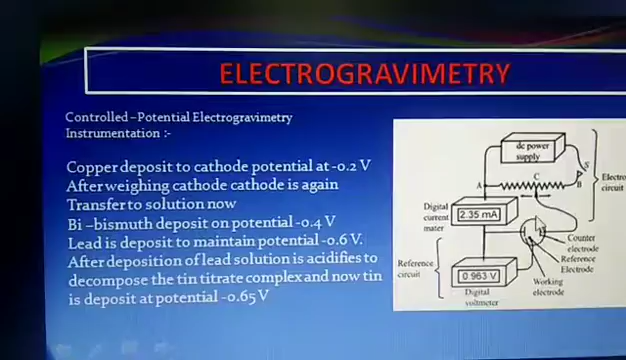 ELECTROGRAVIMETRY
Controlled –Potential Electrogravimetry
Instrumentation :-
Copper deposit to cathode potential at -0.2 V
After weighing cathode cathode is again
Transfer to solution now
Bi –bismuth deposit on potential -0.4 V
Lead is deposit to maintain potential -0.6 V.
After deposition of lead solution is acidifies to
decompose the tin titrate complex and now tin
is deposit at potential -0.65 V
dc power
supply
S
C
A
B
Electro
circuit
Digital
current
mater
2.35 mA
Counter
electrode
Reference
Electrode
Reference
circuit
0 963 V
Working
electrode
Digital
voltmeter